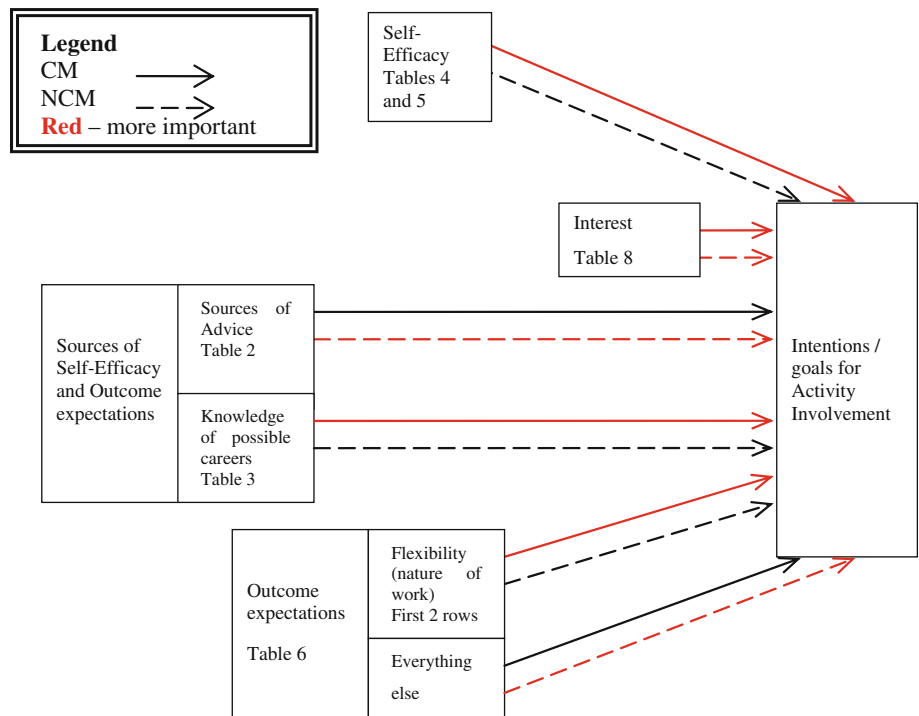 Legend
CM
NCM
Red – more important
Self-
Efficacy
Tables 4
and 5
Interest
Table 8
Sources of
Self-Efficacy
and Outcome
expectations
Sources of
Advice
Table 2
Knowledge
of possible
careers
Table 3
Intentions /
goals for
Activity
Involvement
Outcome
expectations
Table 6
Flexibility
(nature of
work)
First 2 rows
Everything
else